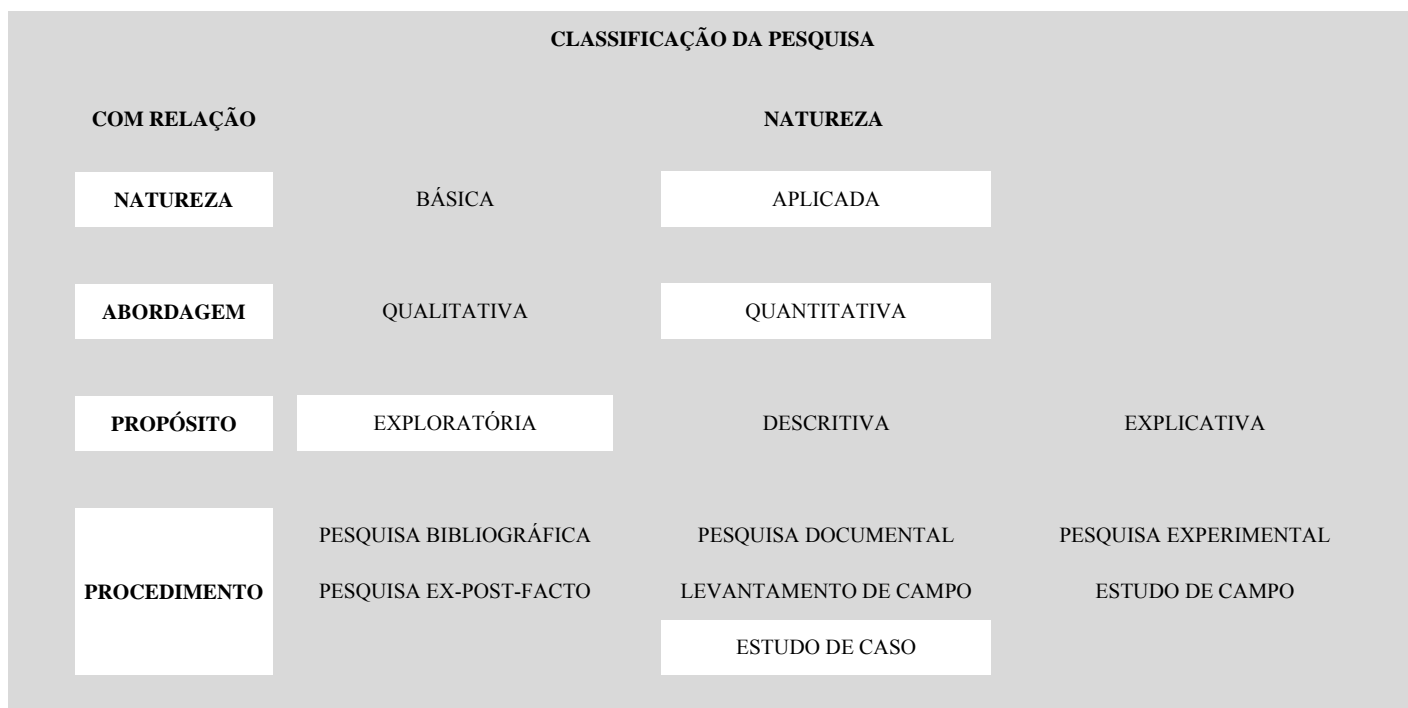 CLASSIFICAÇÃO DA PESQUISA
COM RELAÇÃO NATUREZA
NATUREZA BÁSICA APLICADA
ABORDAGEM QUALITATIVA QUANTITATIVA
PROPÓSITO EXPLORATÓRIA DESCRITIVA EXPLICATIVA
PESQUISA BIBLIOGRÁFICA PESQUISA DOCUMENTAL PESQUISA EXPERIMENTAL
PROCEDIMENTO PESQUISA EX-POST-FACTO LEVANTAMENTO DE CAMPO ESTUDO DE CAMPO
ESTUDO DE CASO